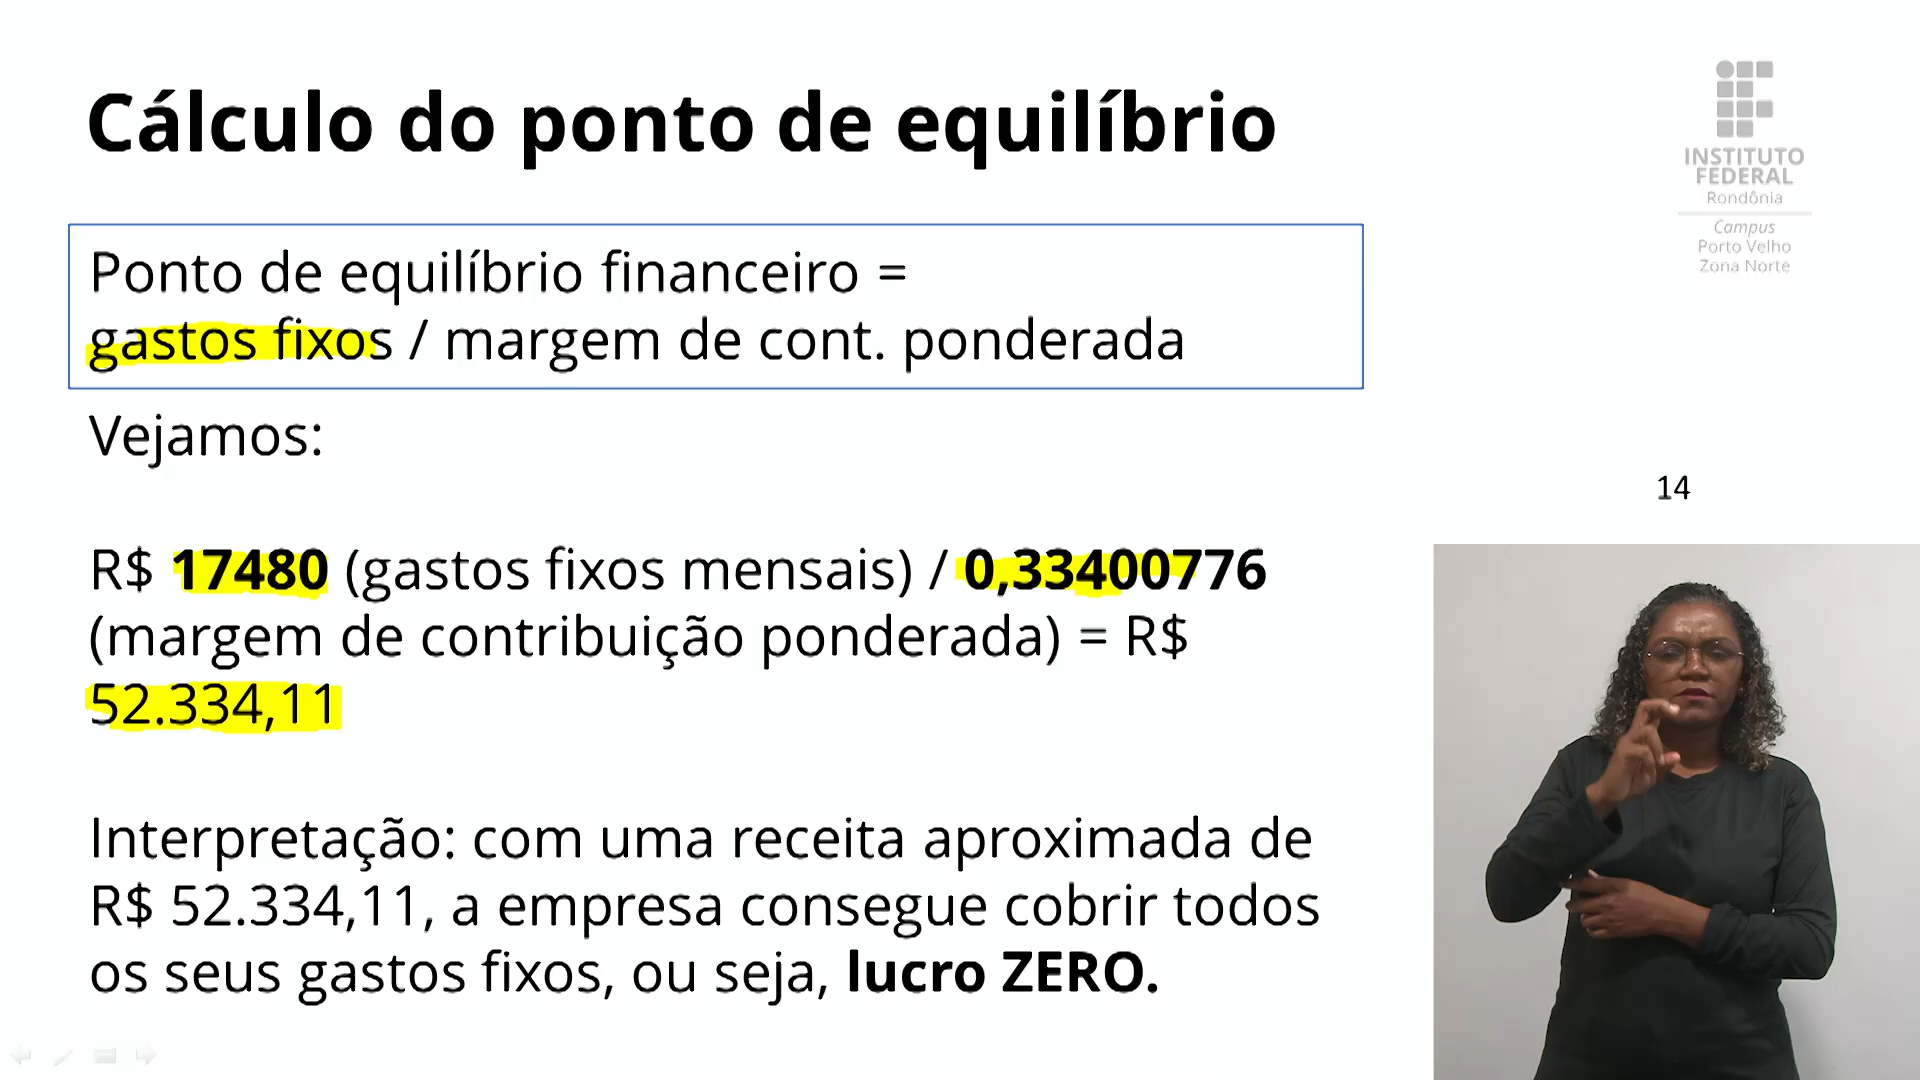 Cálculo do ponto de equilíbrio
INSTITUTO
FEDERAL
Rondônia
Campus
Porto Velho
Zona Norte
Ponto de equilíbrio financeiro =
gastos fixos / margem de cont. ponderada
Vejamos:
14
R$ 17480 (gastos fixos mensais) / 0,33400776
(margem de contribuição ponderada) = R$
52.334,11
Interpretação: com uma receita aproximada de
R$ 52.334,11, a empresa consegue cobrir todos
os seus gastos fixos, ou seja, lucro ZERO.